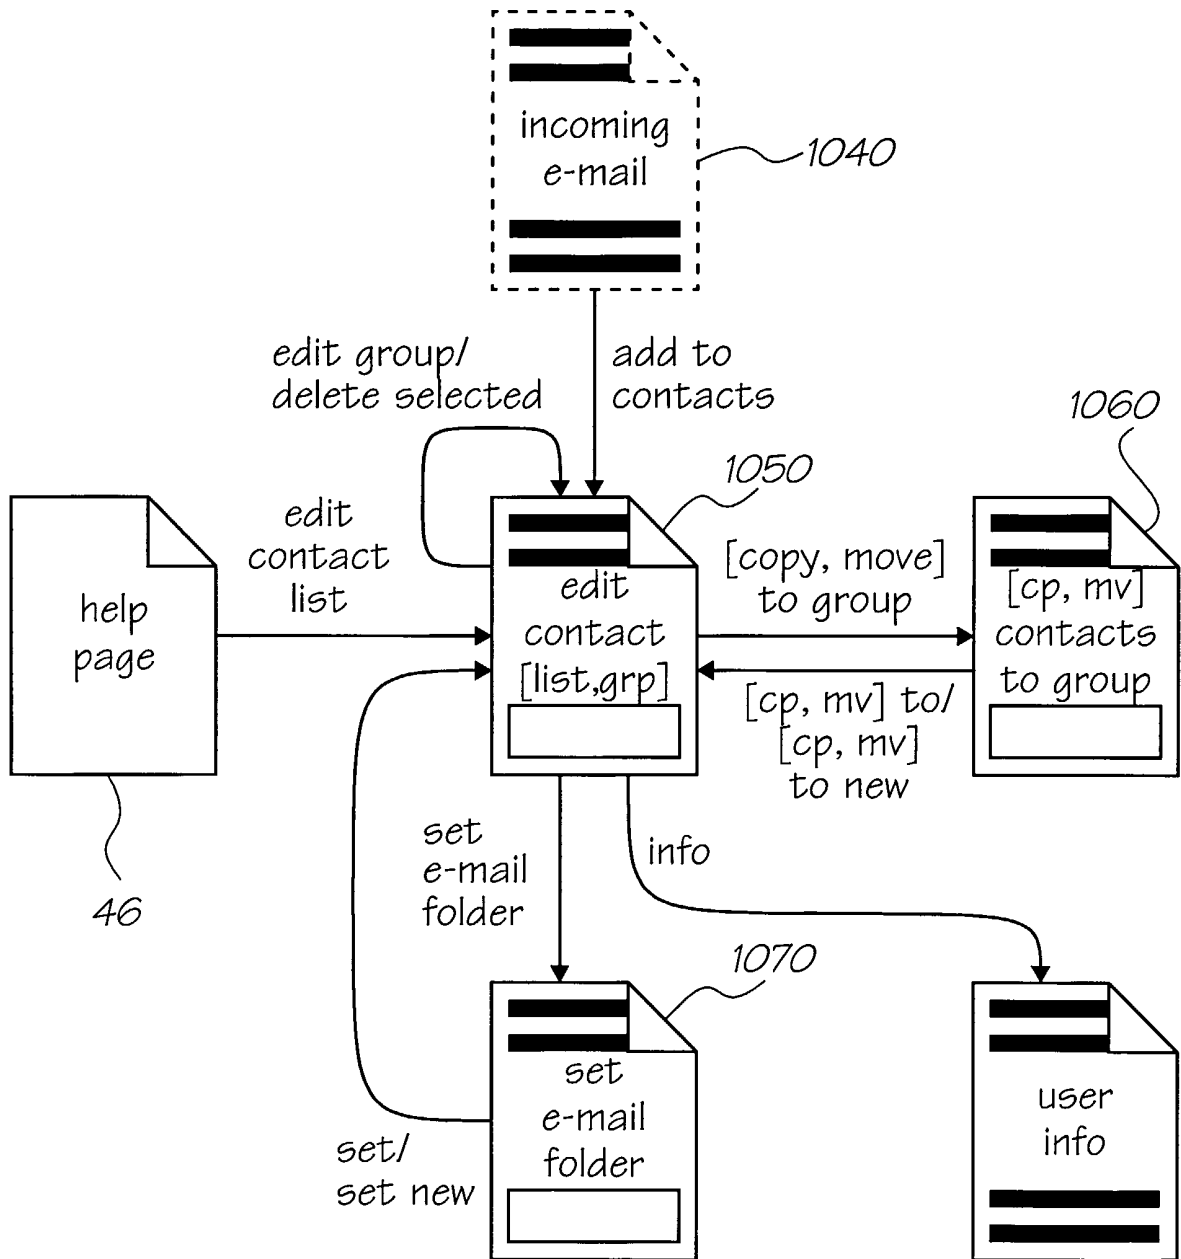 incoming
e-mail
1040
edit group/
delete selected
add to
contacts
1060
1050
edit
contact
list
help
page
46
edit
contact
[list,grp]
[copy, move]
to group
[cp, mv]
contacts
to group
[cp, mv] to/
[cp, mv]
to new
set
e-mail
folder
info
1070
set
e-mail
folder
set/
set new
user
info